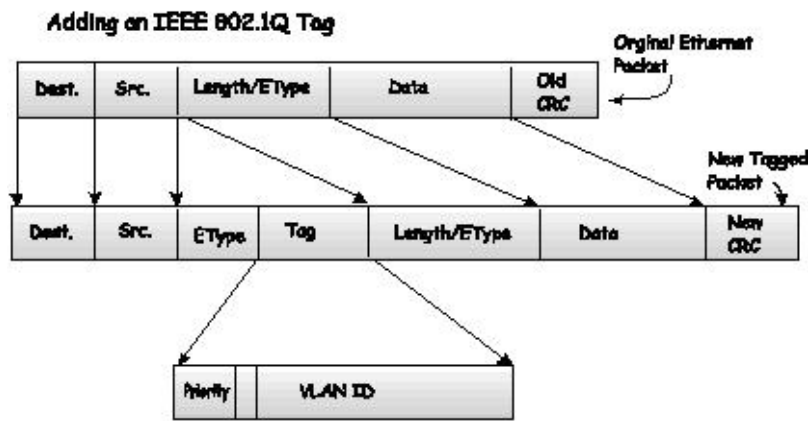 Adding an IEEE 802.1Q Tag
Orginal Ethernet
Packet
Dest. Src. Length/EType Data Old
CRC
New Tagged
Packet
Dest. Src. EType Tag Length/EType Data New
CRC
Priority VLAN ID